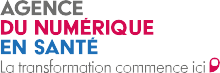 AGENCE
DU NUMÉRIQUE
EN SANTÉ
La transformation commence ici